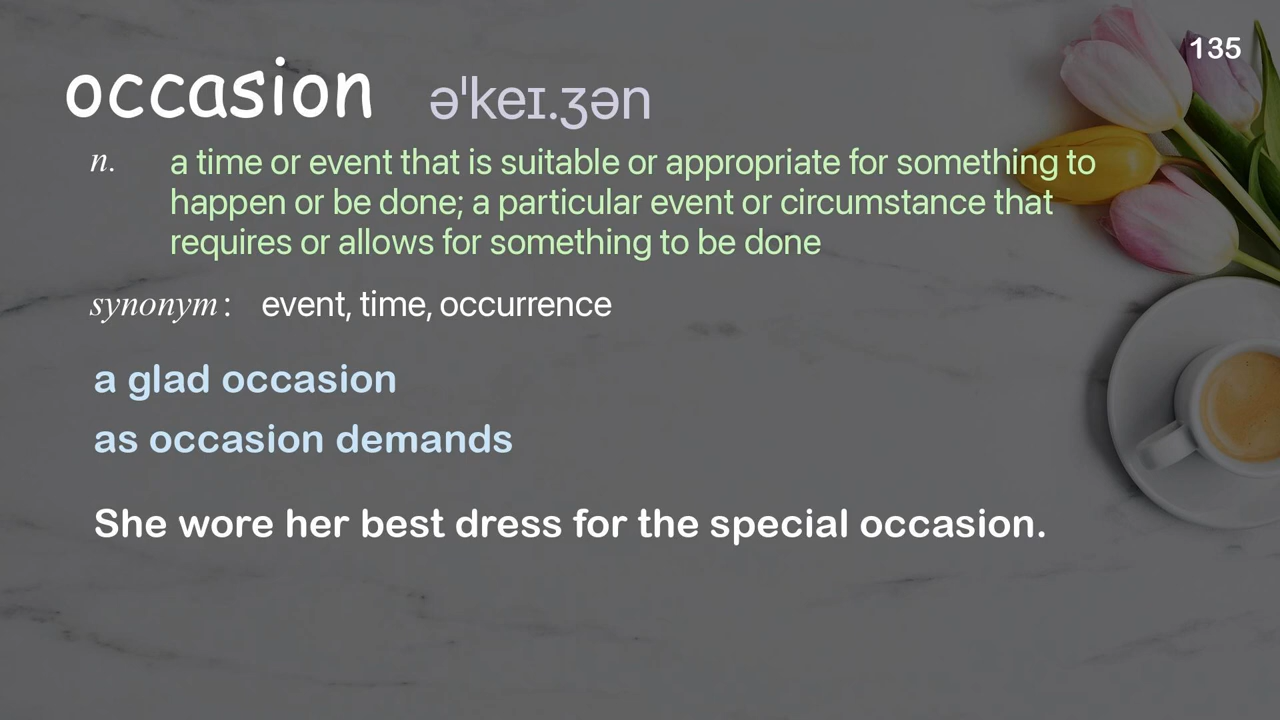 135
occasion ə'keɪ.ʒən
n. a time or event that is suitable or appropriate for something to
happen or be done; a particular event or circumstance that
requires or allows for something to be done
synonym: event, time, occurrence
a glad occasion
as occasion demands
She wore her best dress for the special occasion.